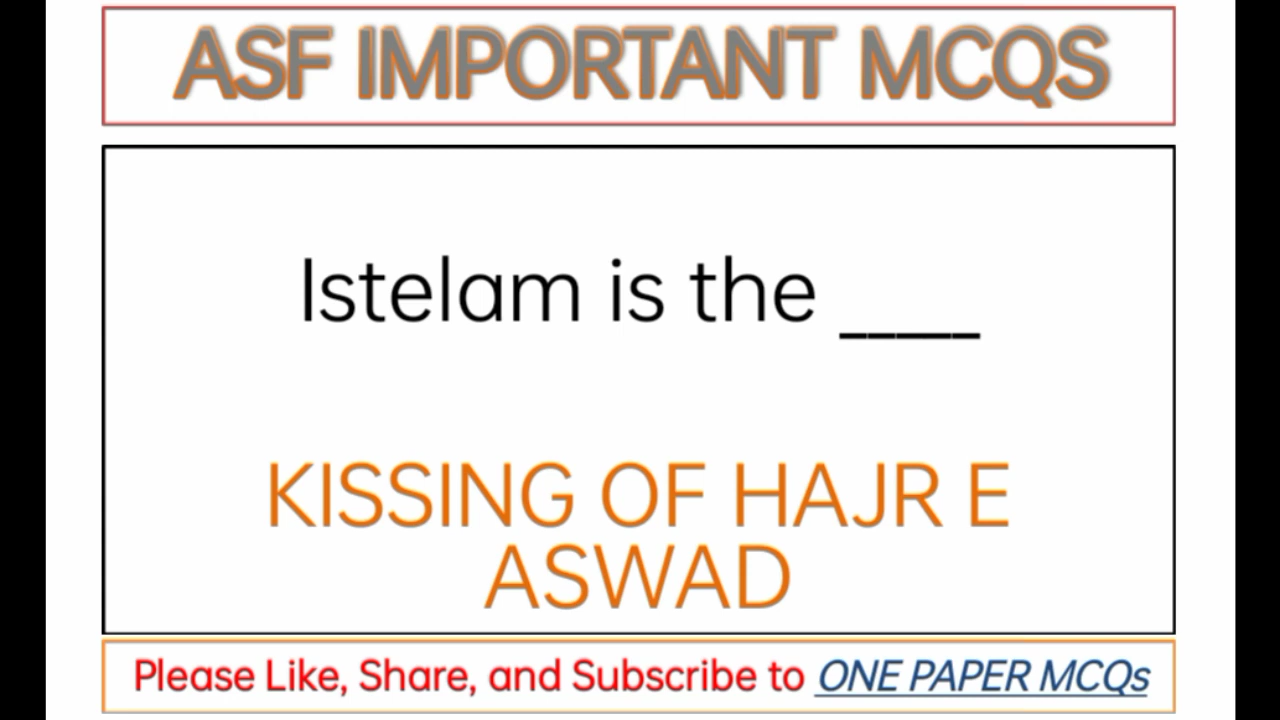 ASF IMPORTANT MCQS
Istelam is the _____
KISSING OF HAJR E
ASWAD
Please Like, Share, and Subscribe to ONE PAPER MCQs